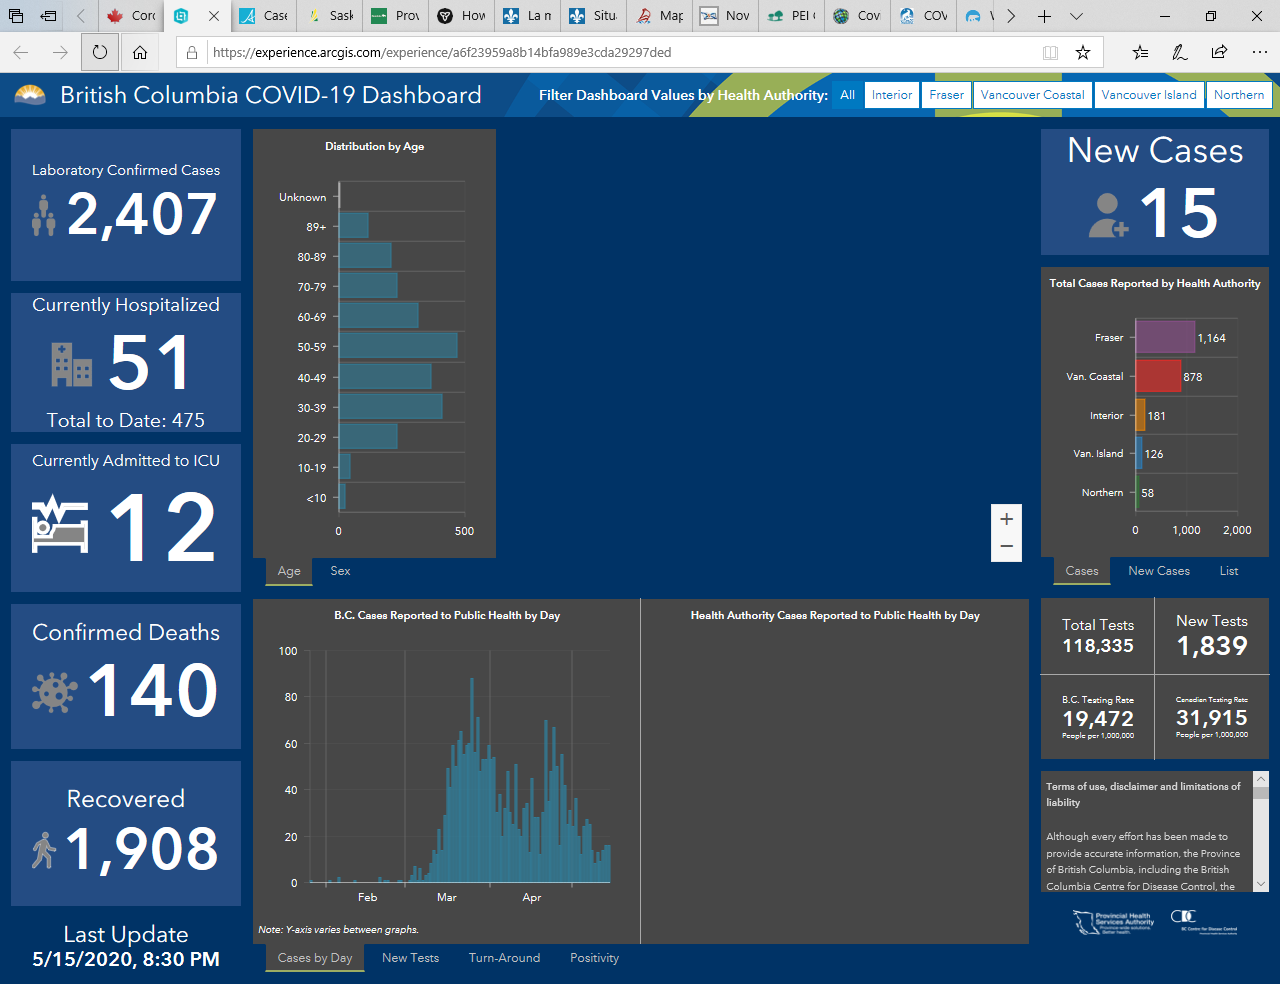 Corc
Case
Sask
Prov
How
La m
Situa
Map
Nov
PEI C
Cov
COV
https://experience.arcgis.com/experience/a6f23959a8b14bfa989e3cda29297ded
British Columbia COVID-19 Dashboard
Filter Dashboard Values by Health Authority:
All
Interior
Fraser
Vancouver Coastal
Vancouver Island
Northern
Laboratory Confirmed Cases
2,407
Currently Hospitalized
51
Total to Date: 475
Currently Admitted to ICU
12
Confirmed Deaths
140
Recovered
1,908
Last Update
5/15/2020, 8:30 PM
Distribution by Age
Unknown
89+
80-89
70-79
60-69
50-59
40-49
30-39
20-29
10-19
<10
0 500
Age Sex
B.C. Cases Reported to Public Health by Day
100
80
60
40
20
0
Feb Mar Apr
Note: Y-axis varies between graphs.
Health Authority Cases Reported to Public Health by Day
Cases by Day New Tests Turn-Around Positivity
New Cases
15
Total Cases Reported by Health Authority
Fraser 1,164
Van. Coastal 878
Interior 181
Van. Island 126
Northern 58
0 1,000 2,000
Cases New Cases List
Total Tests
118,335
New Tests
1,839
B.C. Testing Rate
19,472
People per 1,000,000
Canadian Testing Rate
31,915
People per 1,000,000
Terms of use, disclaimer and limitations of
liability
Although every effort has been made to
provide accurate information, the Province
of British Columbia, including the British
Columbia Centre for Disease Control, the
Provincial Health
Services Authority
Province-wide solutions.
Better health.
BC Centre for Disease Control